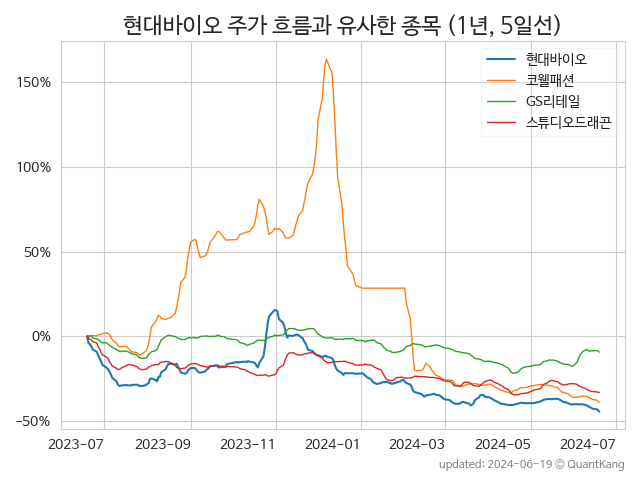 현대바이오 주가 흐름과 유사한 종목 (1년, 5일선)
현대바이오
코웰패션
GS리테일
스튜디오드래곤
150%
100%
50%
0%
−50%
2023−07 2023−09 2023−11 2024−01 2024−03 2024−05 2024−07
updated: 2024-06-19 © QuantKang